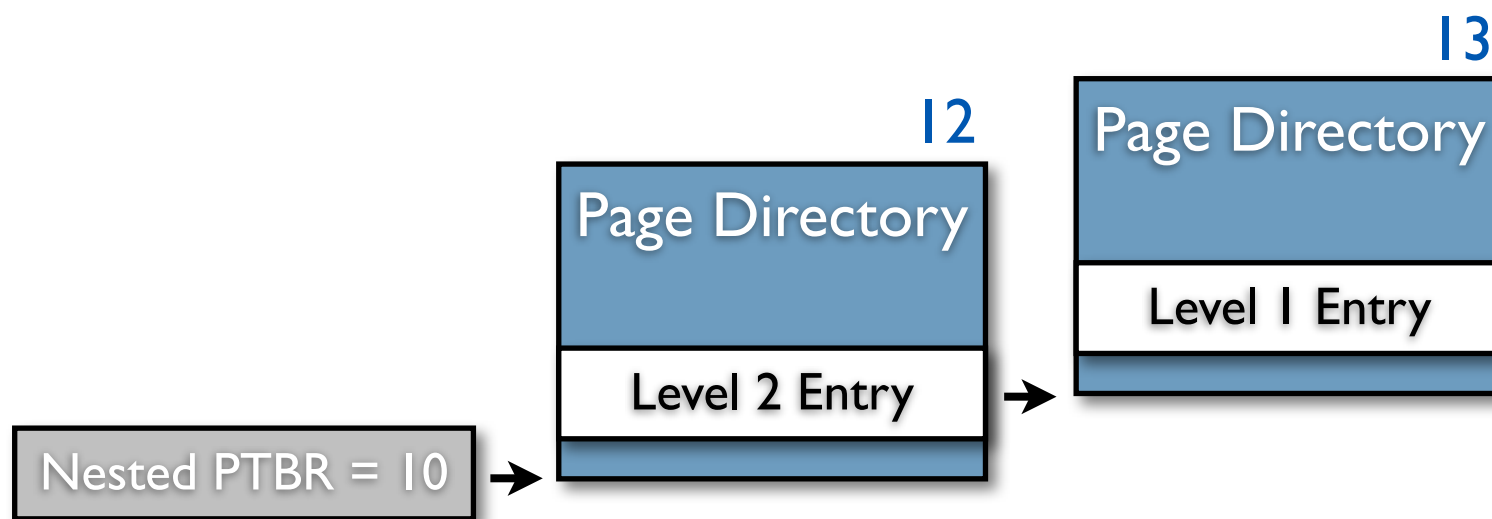 13
Page Directory
Level 1 Entry
12
Page Directory
Level 2 Entry
Nested PTBR = 10